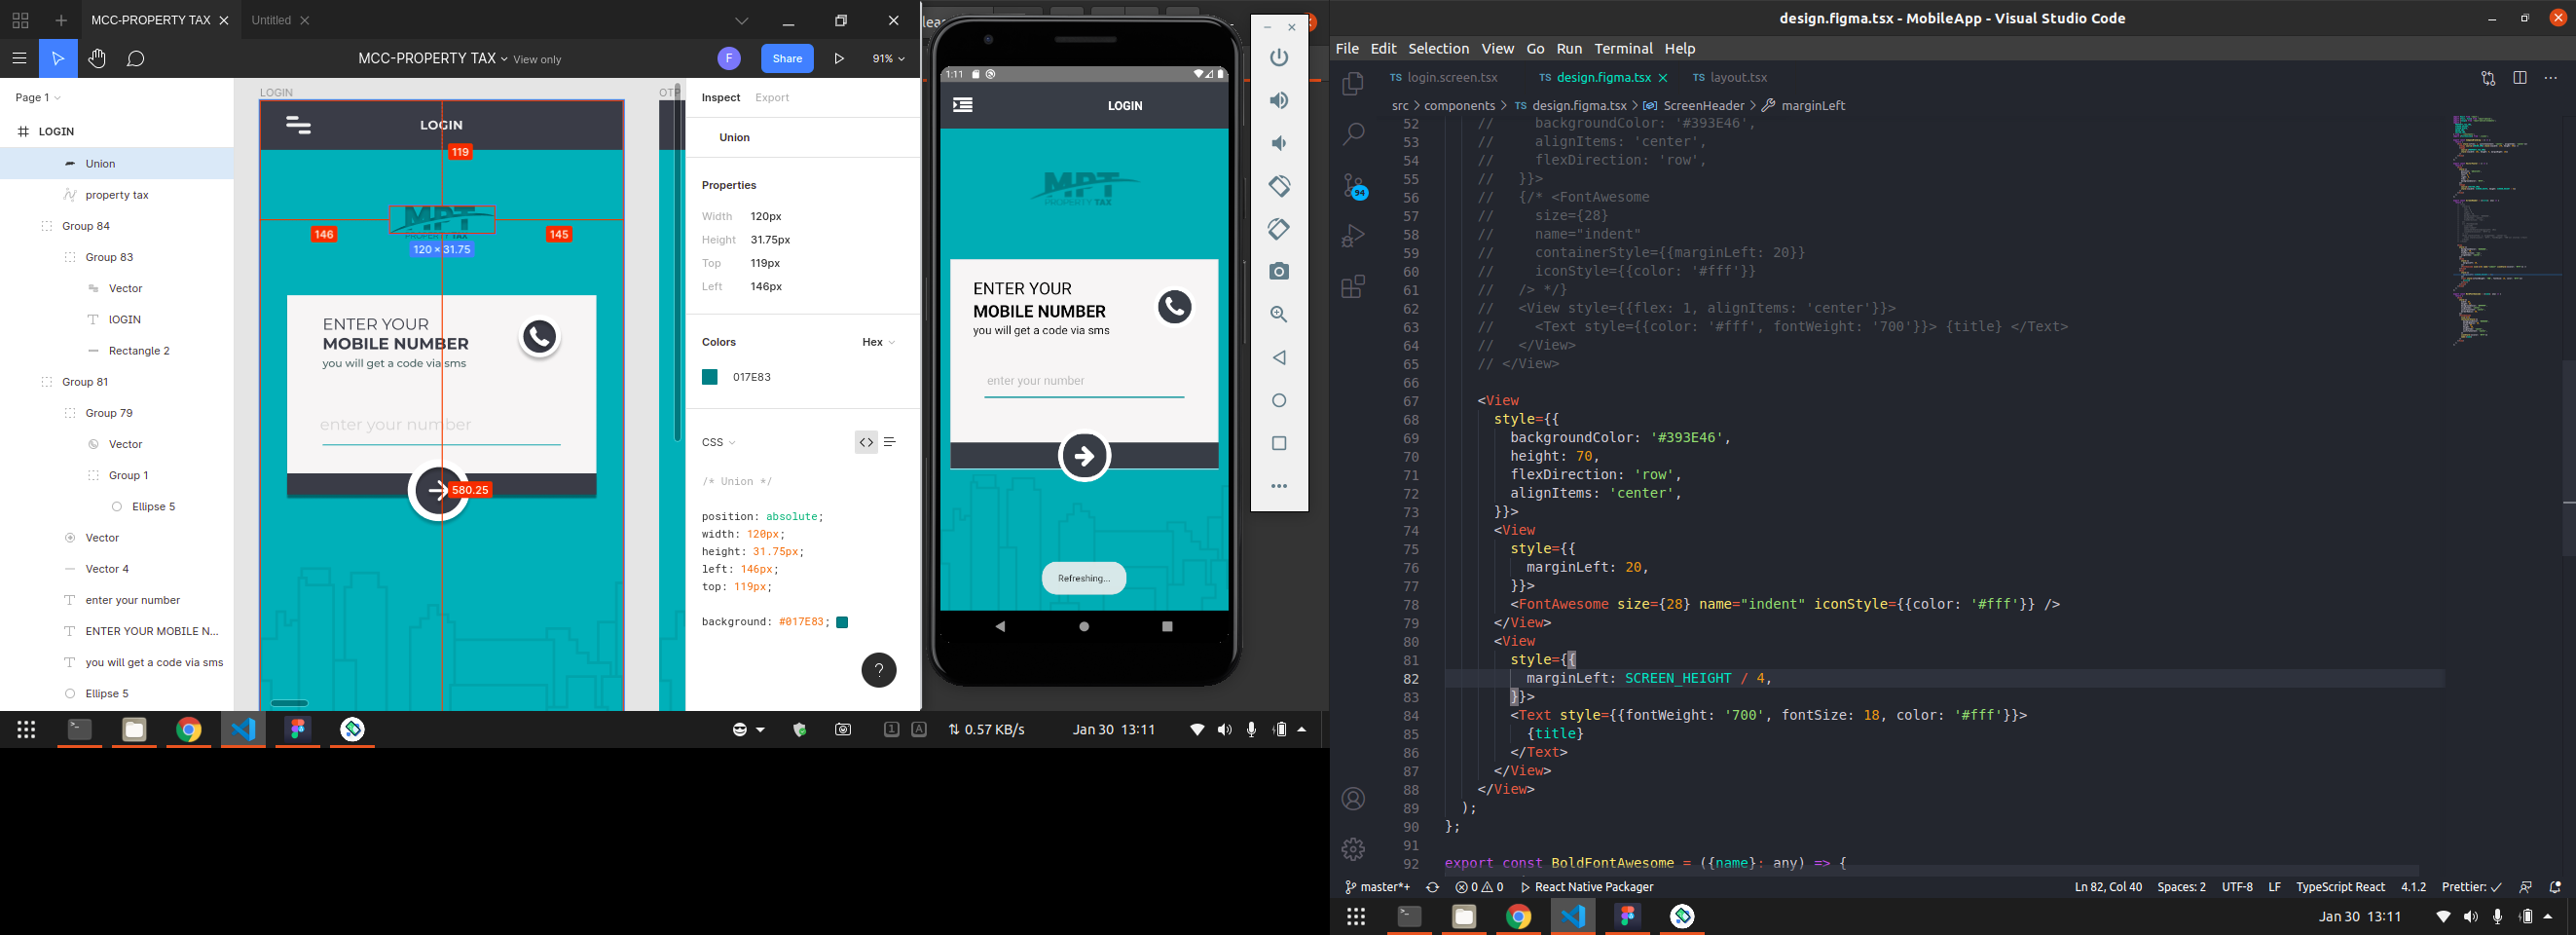 MCC-PROPERTY TAX
Untitled
MCC-PROPERTY TAX
View only
F
Share
91%
Page 1
LOGIN
Union
property tax
Group 84
Group 83
Vector
lOGIN
Rectangle 2
Group 81
Group 79
Vector
Group 1
Ellipse 5
Vector
Vector 4
enter your number
ENTER YOUR MOBILE N...
you will get a code via sms
Ellipse 5
LOGIN
LOGIN
119
MPT
PROPERTY TAX
146
145
120 × 31.75
ENTER YOUR
MOBILE NUMBER
you will get a code via sms
enter your number
580.25
OTP
Inspect
Export
Union
Properties
Width 120px
Height 31.75px
Top 119px
Left 146px
Colors
Hex
017E83
CSS
/* Union */
position: absolute;
width: 120px;
height: 31.75px;
left: 146px;
top: 119px;
background: #017E83;
?
1
A
0.57 KB/s
Jan 30 13:11
1:11
LOGIN
MPT
PROPERTY TAX
ENTER YOUR
MOBILE NUMBER
you will get a code via sms
enter your number
Refreshing...
design.figma.tsx - MobileApp - Visual Studio Code
File Edit Selection View Go Run Terminal Help
TS login.screen.tsx
TS design.figma.tsx
TS layout.tsx
src > components > TS design.figma.tsx > ScreenHeader > marginLeft
94
52 // backgroundColor: '#393E46',
53 // alignItems: 'center',
54 // flexDirection: 'row',
55 // }}>
56 // {/* <FontAwesome
57 // size={28}
58 // name="indent"
59 // containerStyle={{marginLeft: 20}}
60 // iconStyle={{color: '#fff'}}
61 // /> */}
62 // <View style={{flex: 1, alignItems: 'center'}}>
63 // <Text style={{color: '#fff', fontWeight: '700'}}> {title} </Text>
64 // </View>
65 // </View>
66
67 <View
68 style={{
69 backgroundColor: '#393E46',
70 height: 70,
71 flexDirection: 'row',
72 alignItems: 'center',
73 }}>
74 <View
75 style={{
76 marginLeft: 20,
77 }}>
78 <FontAwesome size={28} name="indent" iconStyle={{color: '#fff'}} />
79 </View>
80 <View
81 style={{
82 marginLeft: SCREEN_HEIGHT / 4,
83 }}>
84 <Text style={{fontWeight: '700', fontSize: 18, color: '#fff'}}>
85 {title}
86 </Text>
87 </View>
88 </View>
89 );
90 };
91
92 export const BoldFontAwesome = ({name}: any) => {
master*+
0
0
React Native Packager
Ln 82, Col 40
Spaces: 2
UTF-8
LF
TypeScript React
4.1.2
Prettier: ✓
Jan 30 13:11